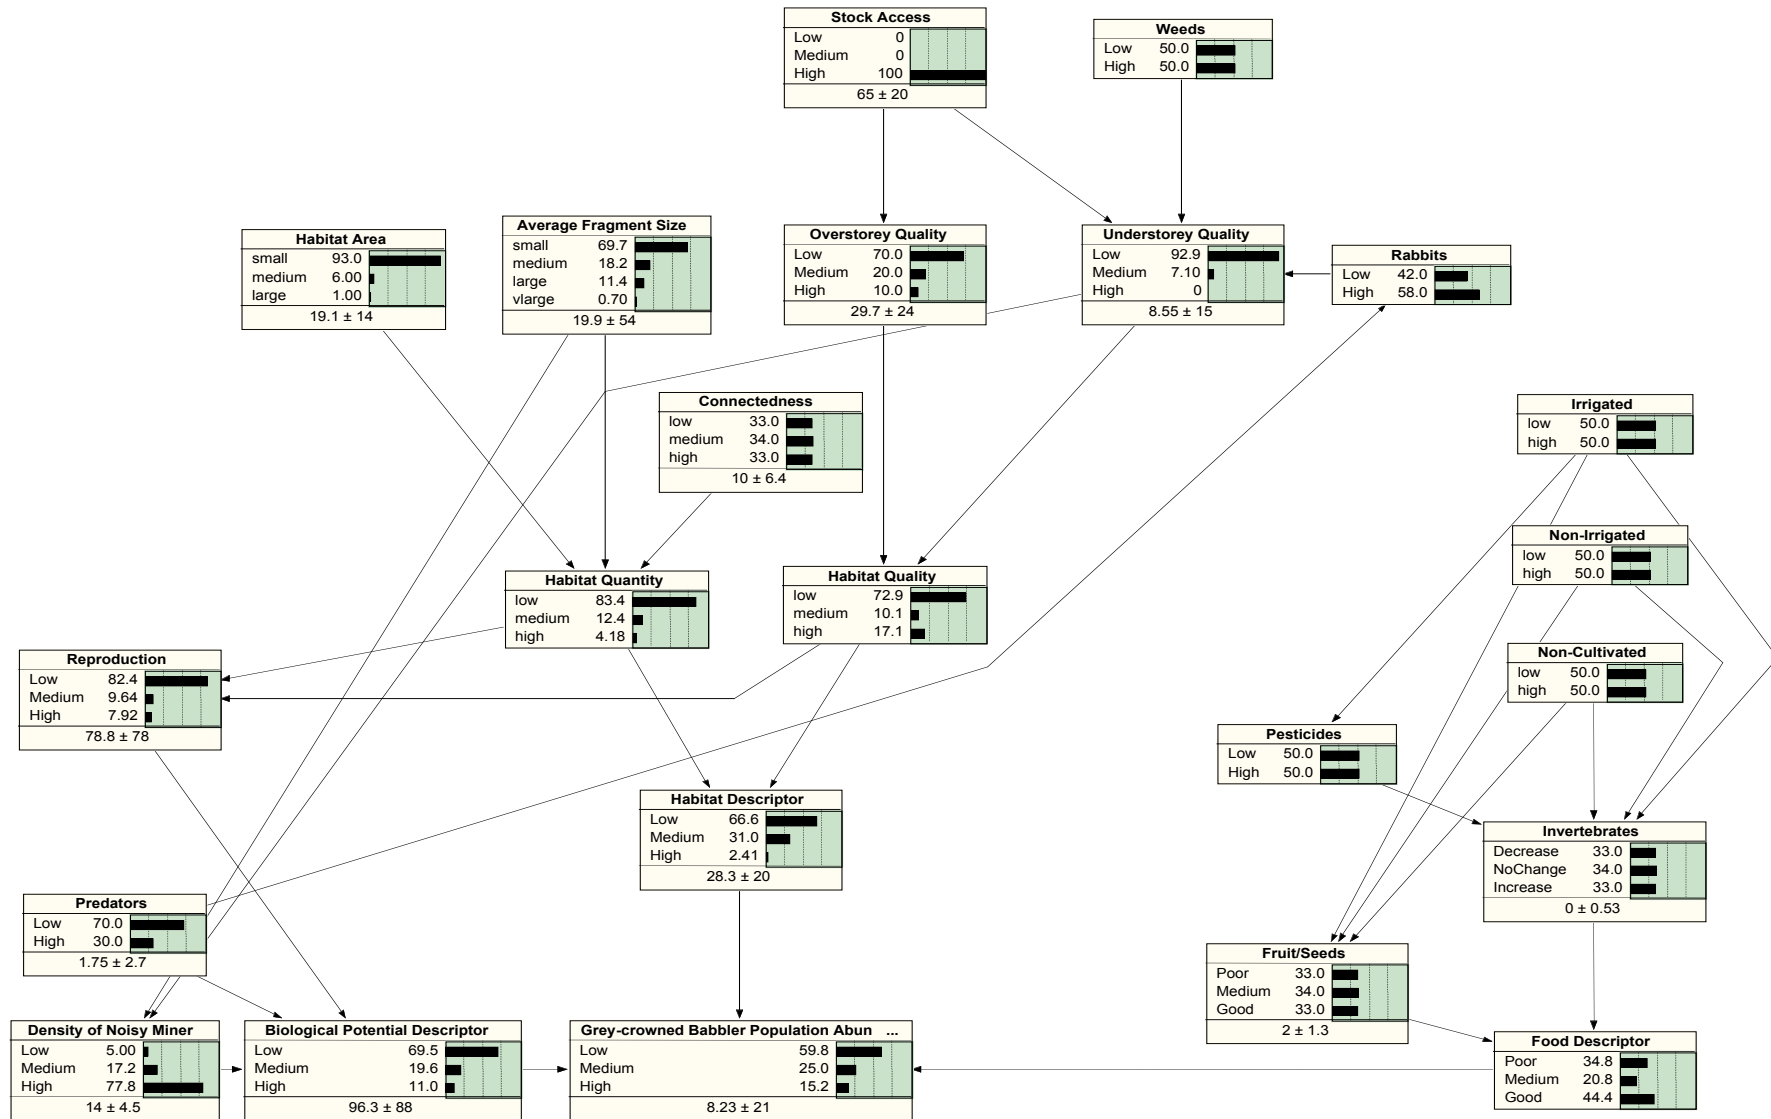 Stock Access
Low 0
Medium 0
High 100
65 ± 20
Weeds
Low 50.0
High 50.0
Habitat Area
small 93.0
medium 6.00
large 1.00
19.1 ± 14
Average Fragment Size
small 69.7
medium 18.2
large 11.4
vlarge 0.70
19.9 ± 54
Overstorey Quality
Low 70.0
Medium 20.0
High 10.0
29.7 ± 24
Understorey Quality
Low 92.9
Medium 7.10
High 0
8.55 ± 15
Rabbits
Low 42.0
High 58.0
Connectedness
low 33.0
medium 34.0
high 33.0
10 ± 6.4
Irrigated
low 50.0
high 50.0
Non-Irrigated
low 50.0
high 50.0
Habitat Quantity
low 83.4
medium 12.4
high 4.18
Habitat Quality
low 72.9
medium 10.1
high 17.1
Non-Cultivated
low 50.0
high 50.0
Reproduction
Low 82.4
Medium 9.64
High 7.92
78.8 ± 78
Pesticides
Low 50.0
High 50.0
Habitat Descriptor
Low 66.6
Medium 31.0
High 2.41
28.3 ± 20
Invertebrates
Decrease 33.0
NoChange 34.0
Increase 33.0
0 ± 0.53
Predators
Low 70.0
High 30.0
1.75 ± 2.7
Fruit/Seeds
Poor 33.0
Medium 34.0
Good 33.0
2 ± 1.3
Density of Noisy Miner
Low 5.00
Medium 17.2
High 77.8
14 ± 4.5
Biological Potential Descriptor
Low 69.5
Medium 19.6
High 11.0
96.3 ± 88
Grey-crowned Babbler Population Abun ...
Low 59.8
Medium 25.0
High 15.2
8.23 ± 21
Food Descriptor
Poor 34.8
Medium 20.8
Good 44.4